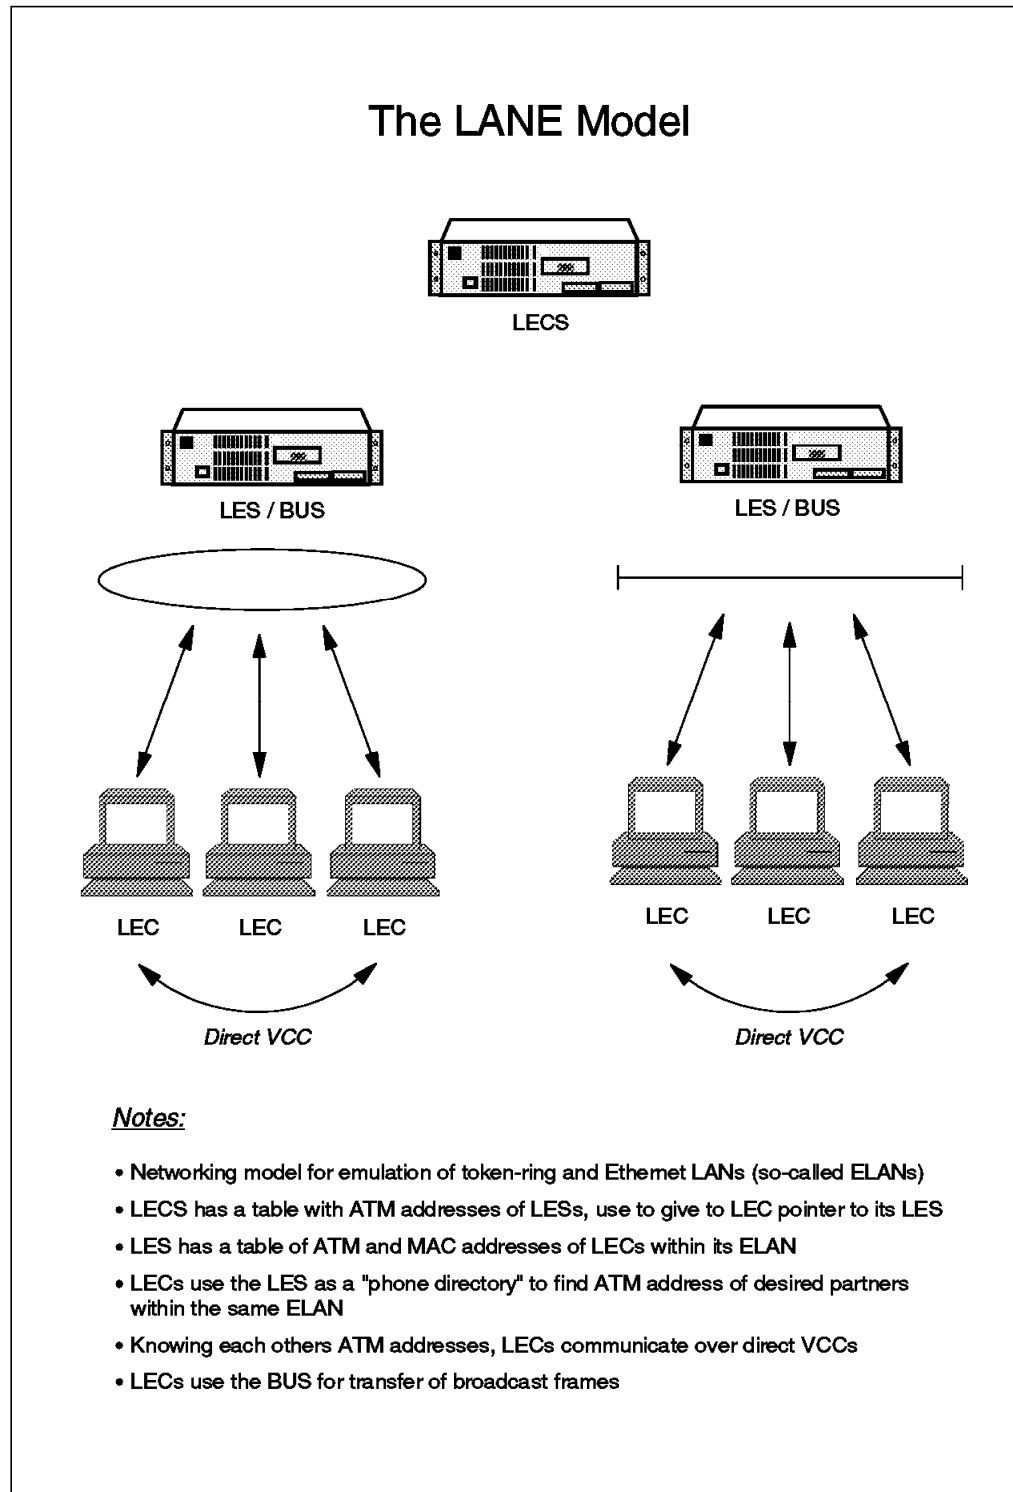 The LANE Model
LECS
LES / BUS
LES / BUS
LEC
LEC
LEC
LEC
LEC
LEC
Direct VCC
Direct VCC
Notes:
• Networking model for emulation of token-ring and Ethernet LANs (so-called ELANs)
• LECS has a table with ATM addresses of LESs, use to give to LEC pointer to its LES
• LES has a table of ATM and MAC addresses of LECs within its ELAN
• LECs use the LES as a "phone directory" to find ATM address of desired partners
within the same ELAN
• Knowing each others ATM addresses, LECs communicate over direct VCCs
• LECs use the BUS for transfer of broadcast frames